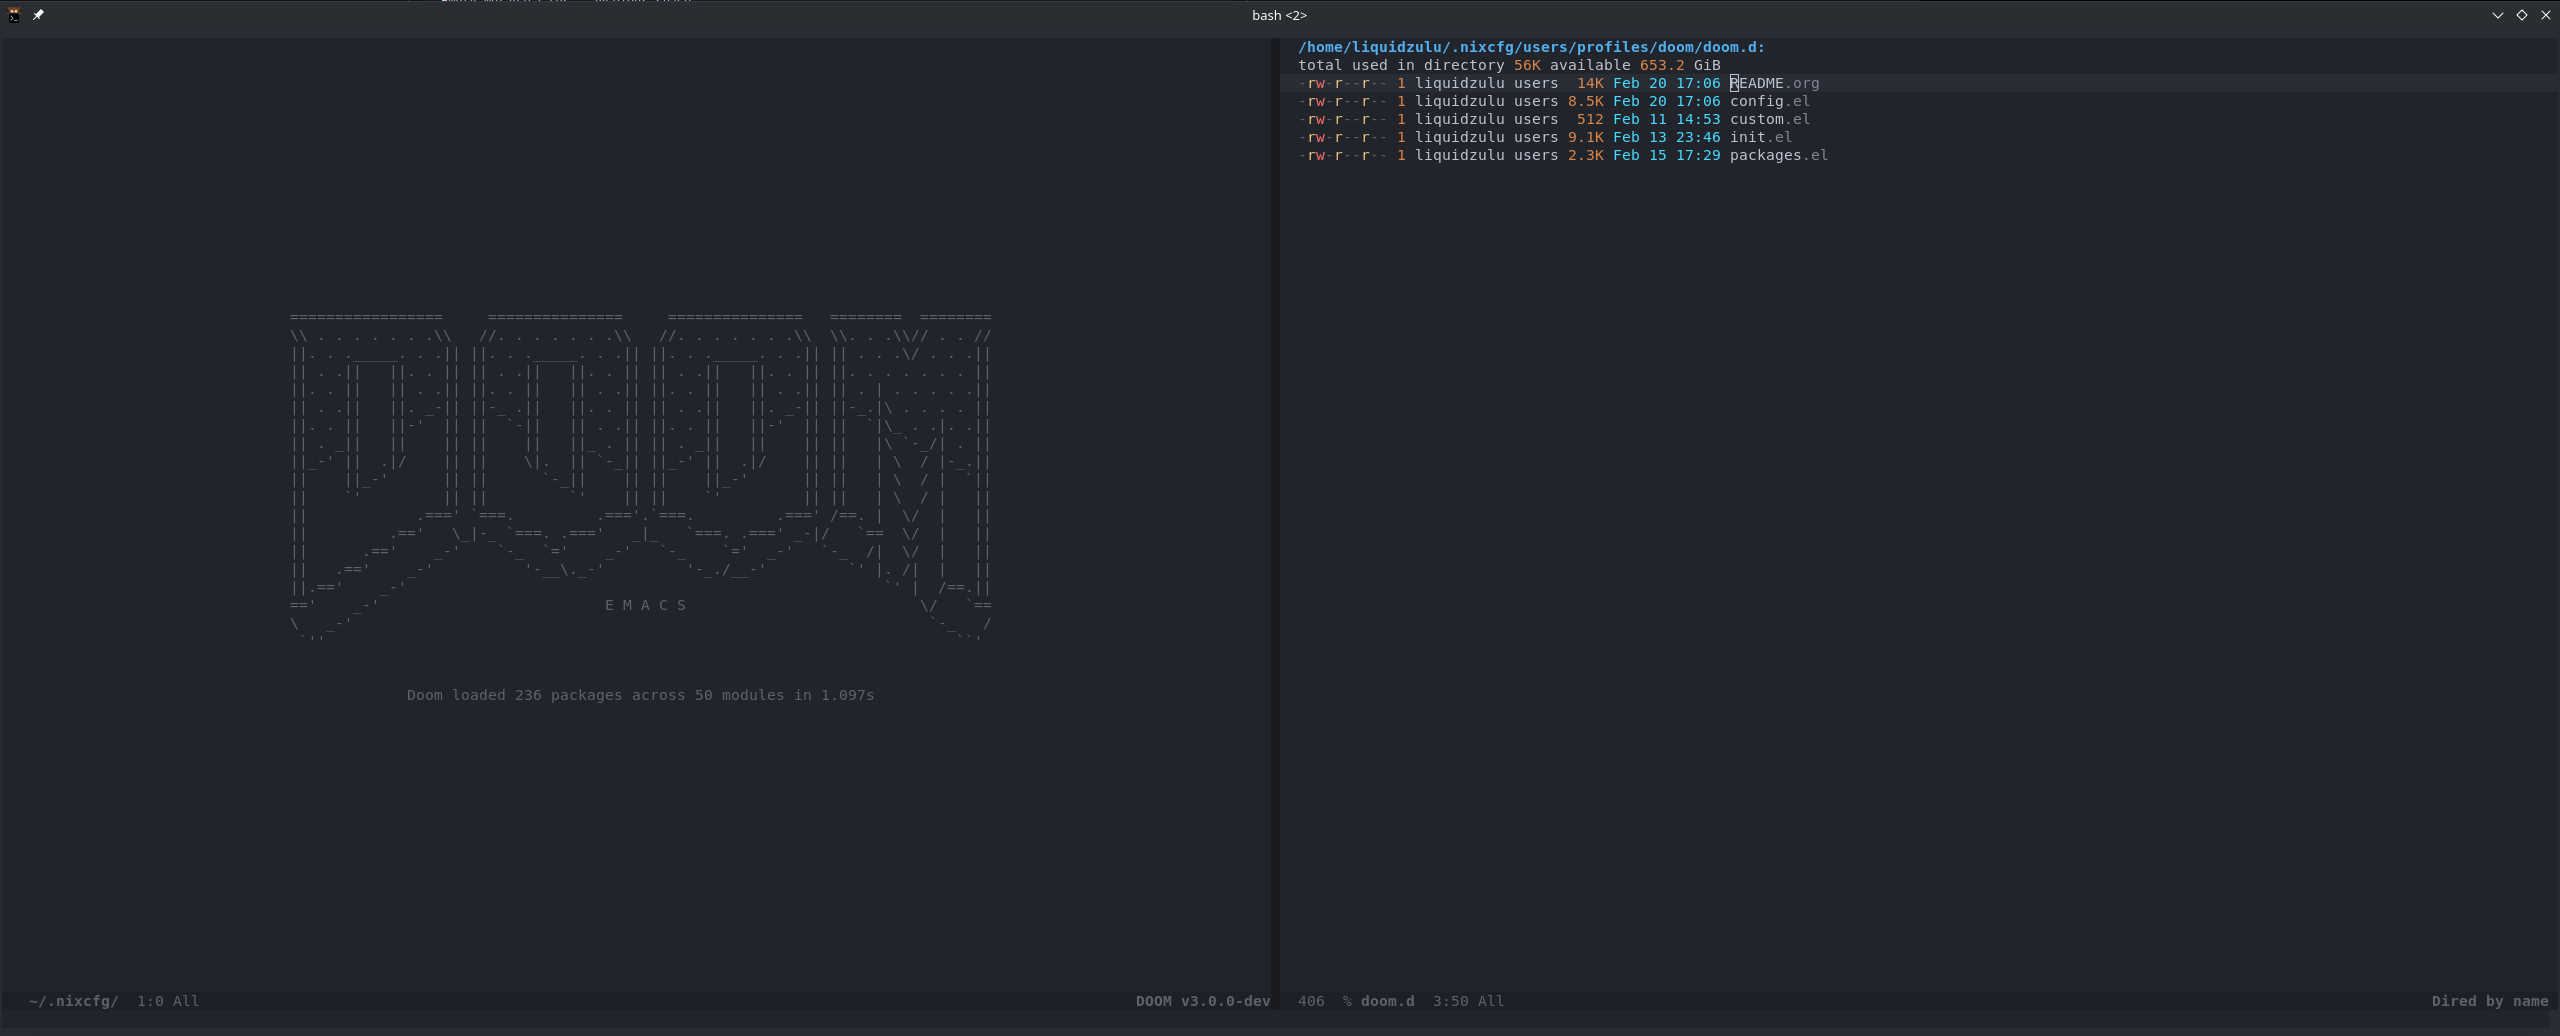 bash <2>
=================     ===============     ===============   ========  ========
\\ . . . . . . .\\   //. . . . . . .\\   //. . . . . . .\\  \\. . .\\// . . //
||. . ._____. . .|| ||. . ._____. . .|| ||. . ._____. . .|| || . . .\/ . . .||
|| . .||   ||. . || || . .||   ||. . || || . .||   ||. . || ||. . . . . . . ||
||. . ||   || . .|| ||. . ||   || . .|| ||. . ||   || . .|| || . | . . . . .||
|| . .||   ||. _-|| ||-_ .||   ||. . || || . .||   ||. _-|| ||-_.|\ . . . . ||
||. . ||   ||-'  || ||  `-||   || . .|| ||. . ||   ||-'  || ||  `|\_ . .|. .||
|| . _||   ||    || ||    ||   ||_ . || || . _||   ||    || ||   |\ `-_/| . ||
||_-' ||  .|/    || ||    \|.  || `-_|| ||_-' ||  .|/    || ||   | \  / |-_.||
||    ||_-'      || ||      `-_||    || ||    ||_-'      || ||   | \  / |  `||
||    `'         || ||         `'    || ||    `'         || ||   | \  / |   ||
||            .===' `===.         .==='.`===.         .===' /==. |  \/  |   ||
||         .=='   \_|-_ `===. .==='   _|_   `===. .===' _-|/   `==  \/  |   ||
||      .=='    _-'    `-_  `='    _-'   `-_    `='  _-'   `-_  /|  \/  |   ||
||   .=='    _-'          '-__\._-'         '-_./__-'         `' |. /|  |   ||
||.=='    _-'                                                     `' |  /==.||
=='    _-'                         E M A C S                          \/   `==
\   _-'                                                                `-_   /
 `''                                                                      ``'
Doom loaded 236 packages across 50 modules in 1.097s
~/.nixcfg/  1:0 All
DOOM v3.0.0-dev
/home/liquidzulu/.nixcfg/users/profiles/doom/doom.d:
total used in directory 56K available 653.2 GiB
-rw-r--r-- 1 liquidzulu users  14K Feb 20 17:06 README.org
-rw-r--r-- 1 liquidzulu users 8.5K Feb 20 17:06 config.el
-rw-r--r-- 1 liquidzulu users  512 Feb 11 14:53 custom.el
-rw-r--r-- 1 liquidzulu users 9.1K Feb 13 23:46 init.el
-rw-r--r-- 1 liquidzulu users 2.3K Feb 15 17:29 packages.el
406  % doom.d  3:50 All
Dired by name